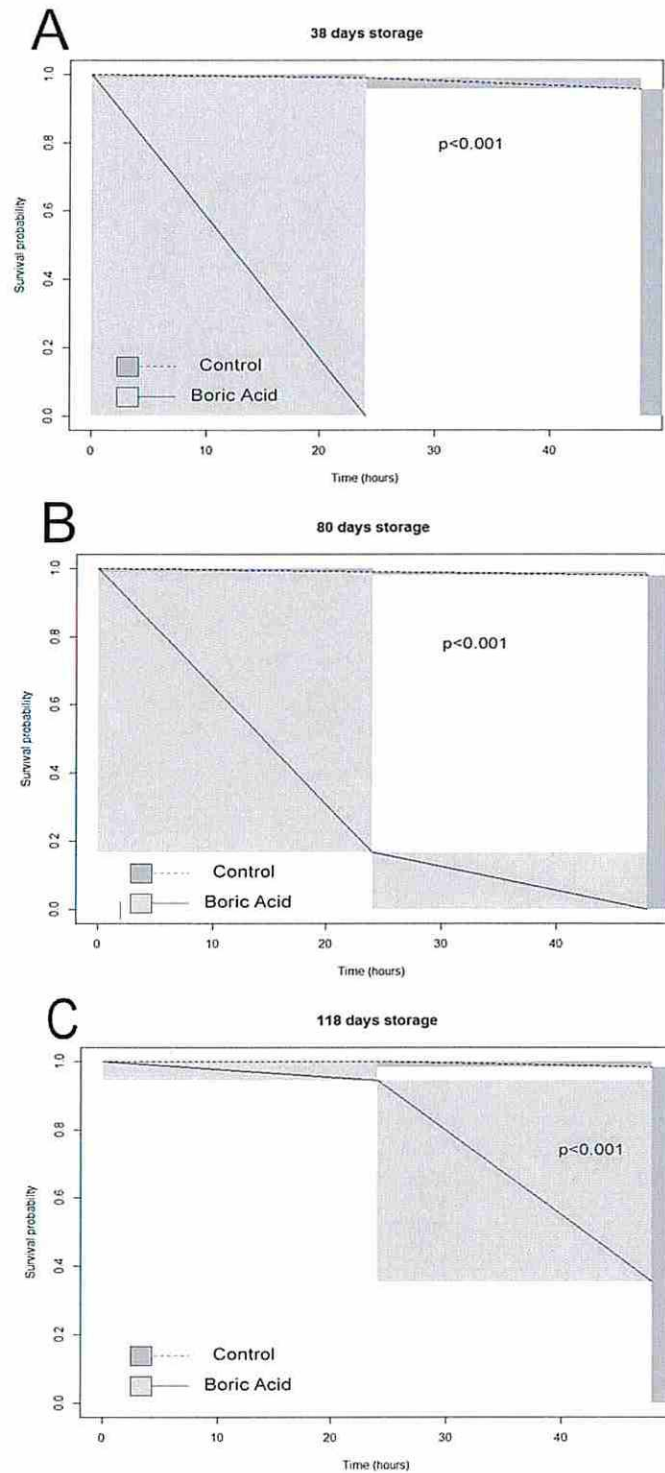 A
38 days storage
1.0
0.8
0.6
0.4
0.2
0.0
Survival probability
p<0.001
Control
Boric Acid
0 10 20 30 40
Time (hours)
B
80 days storage
1.0
0.8
0.6
0.4
0.2
0.0
Survival probability
p<0.001
Control
Boric Acid
0 10 20 30 40
Time (hours)
C
118 days storage
1.0
0.8
0.6
0.4
0.2
0.0
Survival probability
p<0.001
Control
Boric Acid
0 10 20 30 40
Time (hours)